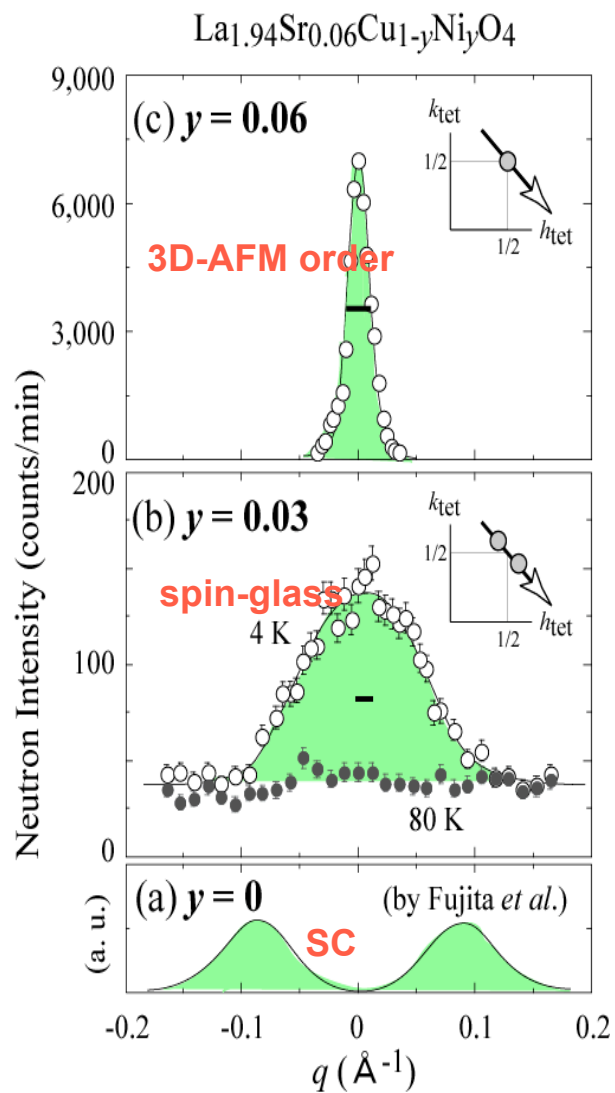 La1.94Sr0.06Cu1-yNiyO4
9,000
(c) y = 0.06
ktet
1/2
6,000
3D-AFM order
htet
1/2
3,000
0
Neutron Intensity (counts/min)
200
(b) y = 0.03
ktet
1/2
spin-glass
4 K
htet
1/2
100
80 K
0
(a) y = 0
(by Fujita et al.)
(a. u.)
SC
-0.2
-0.1
0
0.1
0.2
q (Å-1)